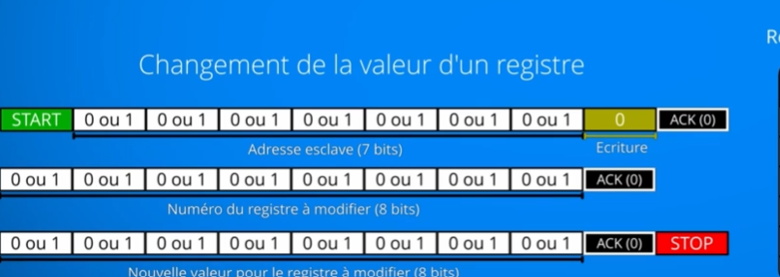 Changement de la valeur d'un registre
START 0 ou 1 0 ou 1 0 ou 1 0 ou 1 0 ou 1 0 ou 1 0 ou 1 0 ACK (0)
Adresse esclave (7 bits) Ecriture
0 ou 1 0 ou 1 0 ou 1 0 ou 1 0 ou 1 0 ou 1 0 ou 1 0 ou 1 ACK (0)
Numéro du registre à modifier (8 bits)
0 ou 1 0 ou 1 0 ou 1 0 ou 1 0 ou 1 0 ou 1 0 ou 1 0 ou 1 ACK (0) STOP
Nouvelle valeur pour le registre à modifier (8 bits)